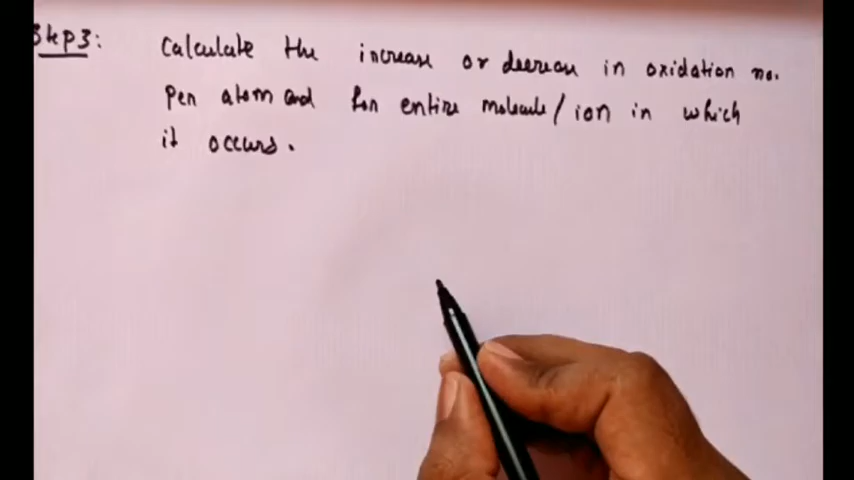 Step3: Calculate the increase or decrease in oxidation no.
per atom and for entire molecule/ion in which
it occurs.